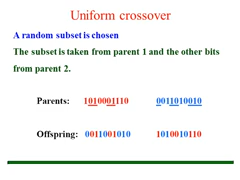 Uniform crossover
A random subset is chosen
The subset is taken from parent 1 and the other bits
from parent 2.
Parents: 1010001110 0011010010
Offspring: 0011001010 1010010110